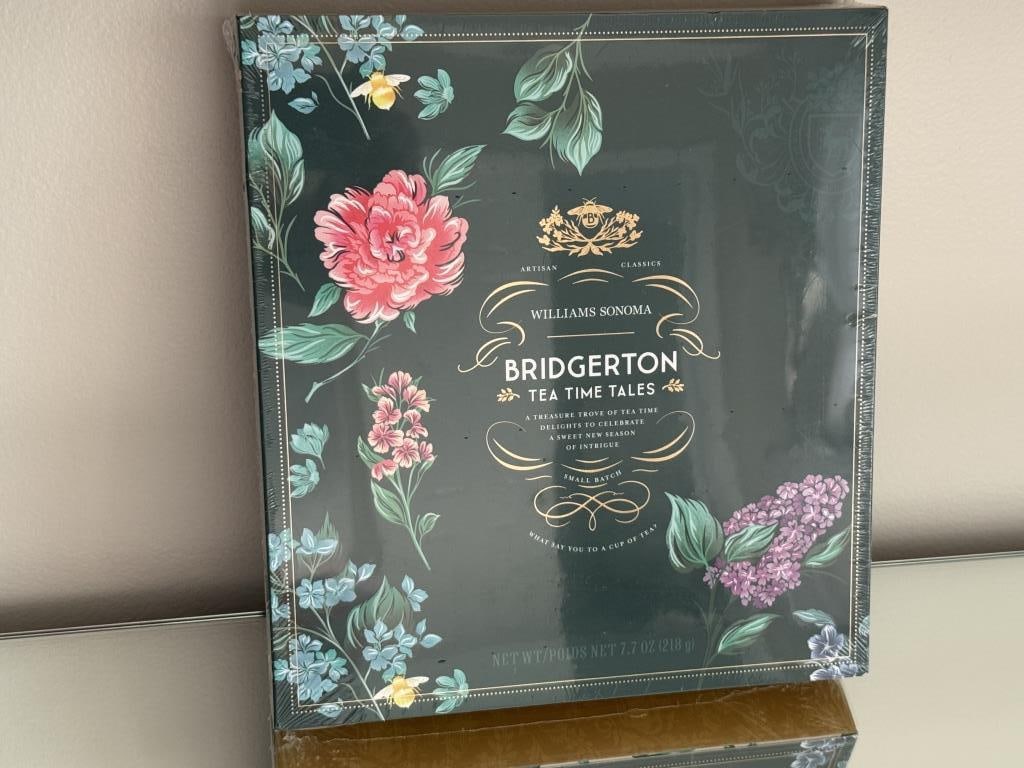 B
ARTISAN CLASSICS
WILLIAMS SONOMA
BRIDGERTON
TEA TIME TALES
A TREASURE TROVE OF TEA TIME
DELIGHTS TO CELEBRATE
A SWEET NEW SEASON
OF INTRIGUE
SMALL BATCH
WHAT SAY YOU TO A CUP OF TEA?
NET WT/POIDS NET 7.7 OZ (218 g)